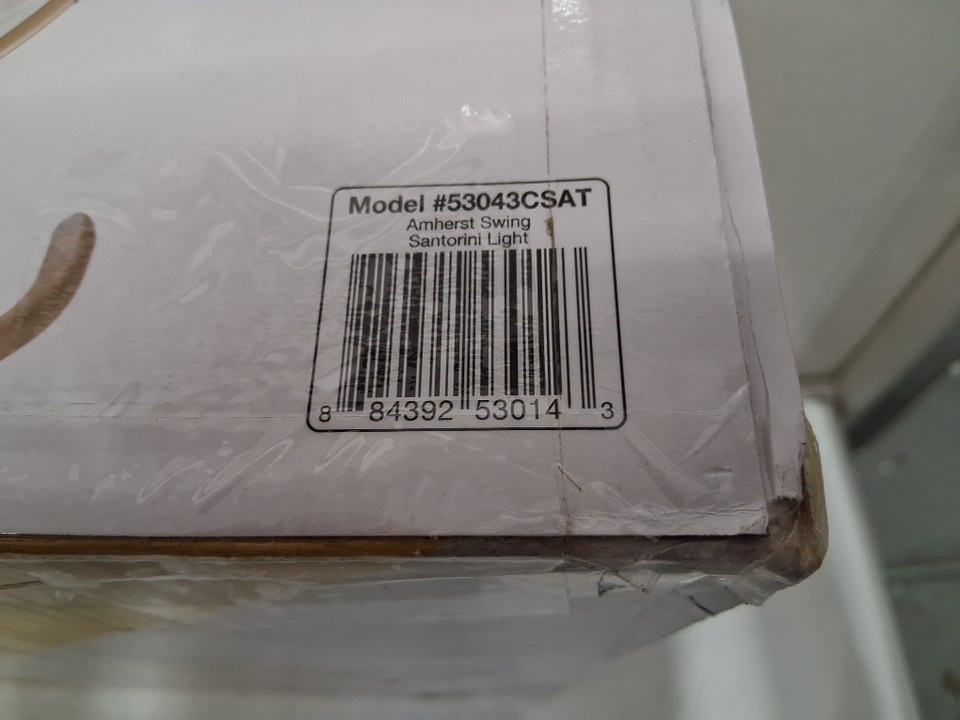 Model #53043CSAT
Amherst Swing
Santorini Light
8 84392 53014 3